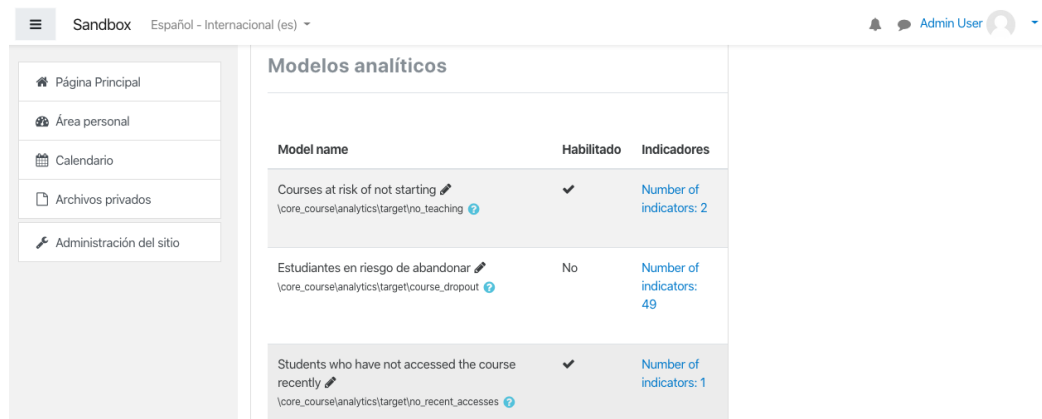 Sandbox Español - Internacional (es)
Admin User
Página Principal
Área personal
Calendario
Archivos privados
Administración del sitio
Modelos analíticos
Model name Habilitado Indicadores
Courses at risk of not starting
\core_course\analytics\target\no_teaching
Number of
indicators: 2
Estudiantes en riesgo de abandonar
\core_course\analytics\target\course_dropout
No
Number of
indicators:
49
Students who have not accessed the course
recently
\core_course\analytics\target\no_recent_accesses
Number of
indicators: 1